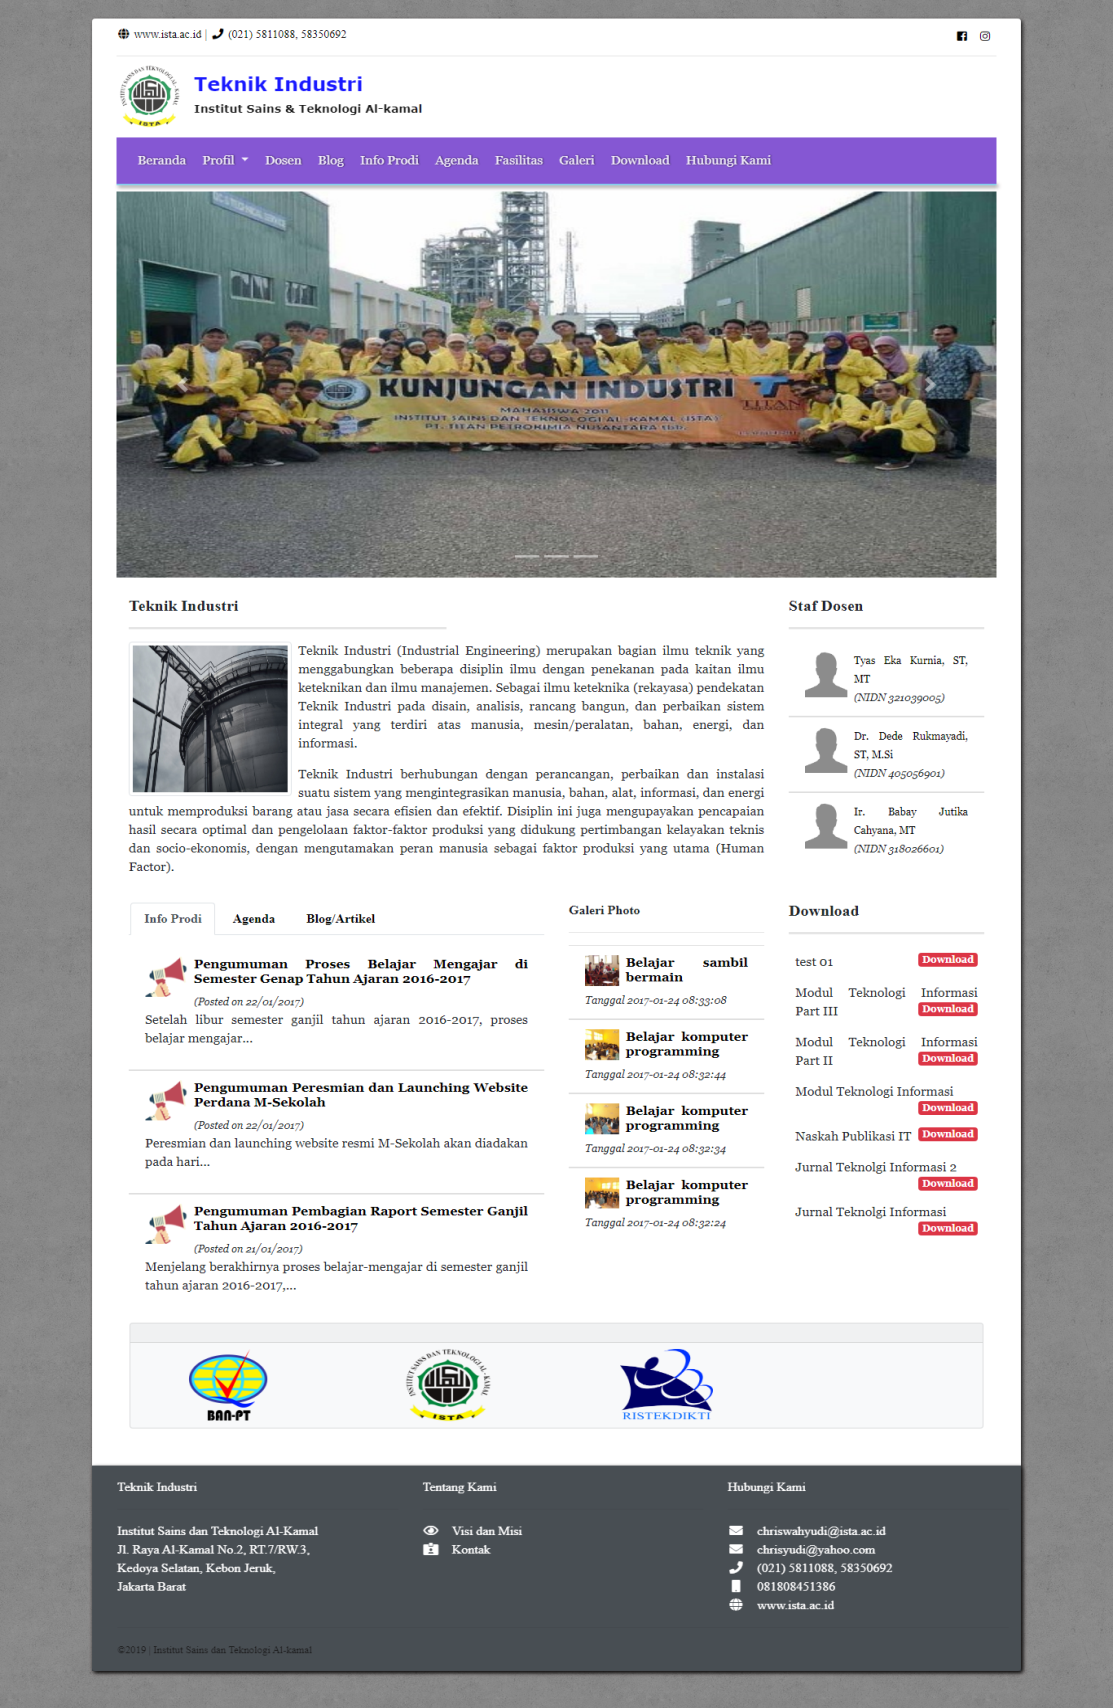 www.ista.ac.id | (021) 5811088, 58350692
INSTITUT SAINS DAN TEKNOLOGI AL-KAMAL
ISTA
Teknik Industri
Institut Sains & Teknologi Al-kamal
Beranda Profil Dosen Blog Info Prodi Agenda Fasilitas Galeri Download Hubungi Kami
KUNJUNGAN INDUSTRI
TITAN
MAHASISWA 2011
INSTITUT SAINS DAN TEKNOLOGI AL-KAMAL (ISTA)
PT. TITAN PETROKIMIA NUSANTARA
Teknik Industri
Teknik Industri (Industrial Engineering) merupakan bagian ilmu teknik yang
menggabungkan beberapa disiplin ilmu dengan penekanan pada kaitan ilmu
keteknikan dan ilmu manajemen. Sebagai ilmu keteknika (rekayasa) pendekatan
Teknik Industri pada disain, analisis, rancang bangun, dan perbaikan sistem
integral yang terdiri atas manusia, mesin/peralatan, bahan, energi, dan
informasi.
Teknik Industri berhubungan dengan perancangan, perbaikan dan instalasi
suatu sistem yang mengintegrasikan manusia, bahan, alat, informasi, dan energi
untuk memproduksi barang atau jasa secara efisien dan efektif. Disiplin ini juga mengupayakan pencapaian
hasil secara optimal dan pengelolaan faktor-faktor produksi yang didukung pertimbangan kelayakan teknis
dan socio-ekonomis, dengan mengutamakan peran manusia sebagai faktor produksi yang utama (Human
Factor).
Staf Dosen
Tyas Eka Kurnia, ST,
MT
(NIDN 321039005)
Dr. Dede Rukmayadi,
ST, M.Si
(NIDN 405056901)
Ir. Babay Jutika
Cahyana, MT
(NIDN 318026601)
Info Prodi Agenda Blog/Artikel
Pengumuman Proses Belajar Mengajar di
Semester Genap Tahun Ajaran 2016-2017
(Posted on 22/01/2017)
Setelah libur semester ganjil tahun ajaran 2016-2017, proses
belajar mengajar...
Pengumuman Peresmian dan Launching Website
Perdana M-Sekolah
(Posted on 22/01/2017)
Peresmian dan launching website resmi M-Sekolah akan diadakan
pada hari...
Pengumuman Pembagian Raport Semester Ganjil
Tahun Ajaran 2016-2017
(Posted on 21/01/2017)
Menjelang berakhirnya proses belajar-mengajar di semester ganjil
tahun ajaran 2016-2017,...
Galeri Photo
Belajar sambil
bermain
Tanggal 2017-01-24 08:33:08
Belajar komputer
programming
Tanggal 2017-01-24 08:32:44
Belajar komputer
programming
Tanggal 2017-01-24 08:32:34
Belajar komputer
programming
Tanggal 2017-01-24 08:32:24
Download
test 01 Download
Modul Teknologi Informasi
Part III Download
Modul Teknologi Informasi
Part II Download
Modul Teknologi Informasi
Download
Naskah Publikasi IT Download
Jurnal Teknolgi Informasi 2
Download
Jurnal Teknolgi Informasi
Download
BAN-PT
INSTITUT SAINS DAN TEKNOLOGI AL-KAMAL
ISTA
RISTEKDIKTI
Teknik Industri
Institut Sains dan Teknologi Al-Kamal
Jl. Raya Al-Kamal No.2, RT.7/RW.3,
Kedoya Selatan, Kebon Jeruk,
Jakarta Barat
Tentang Kami
Visi dan Misi
Kontak
Hubungi Kami
chriswahyudi@ista.ac.id
chrisyudi@yahoo.com
(021) 5811088, 58350692
081808451386
www.ista.ac.id
©2019 | Institut Sains dan Teknologi Al-kamal